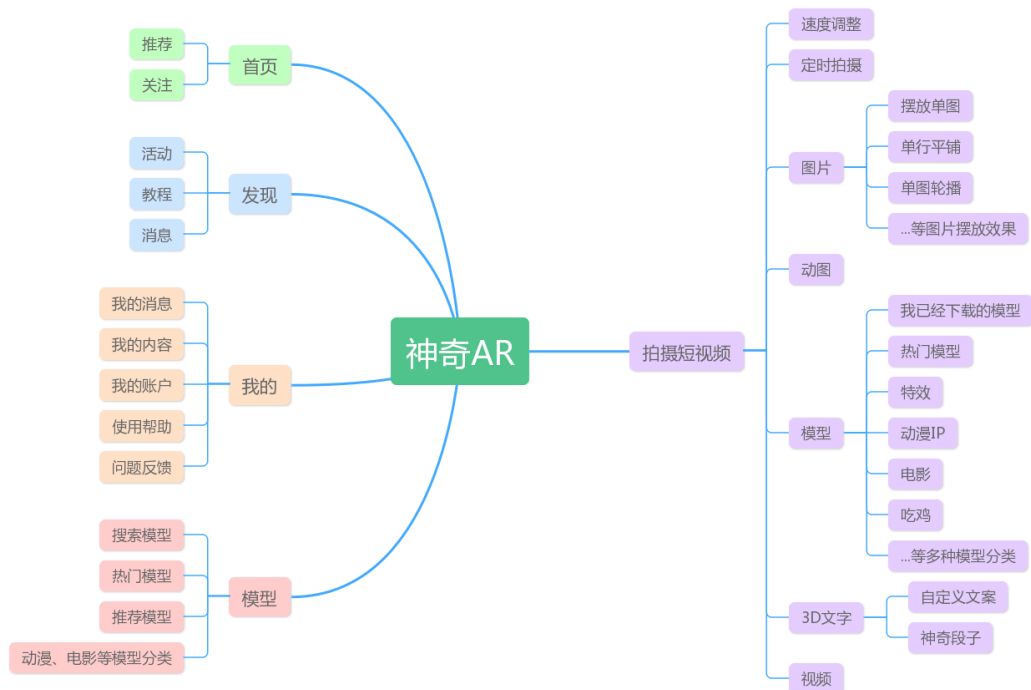 神奇AR
首页
推荐
关注
发现
活动
教程
消息
我的
我的消息
我的内容
我的账户
使用帮助
问题反馈
模型
搜索模型
热门模型
推荐模型
动漫、电影等模型分类
拍摄短视频
速度调整
定时拍摄
图片
摆放单图
单行平铺
单图轮播
...等图片摆放效果
动图
模型
我已经下载的模型
热门模型
特效
动漫IP
电影
吃鸡
...等多种模型分类
3D文字
自定义文案
神奇段子
视频